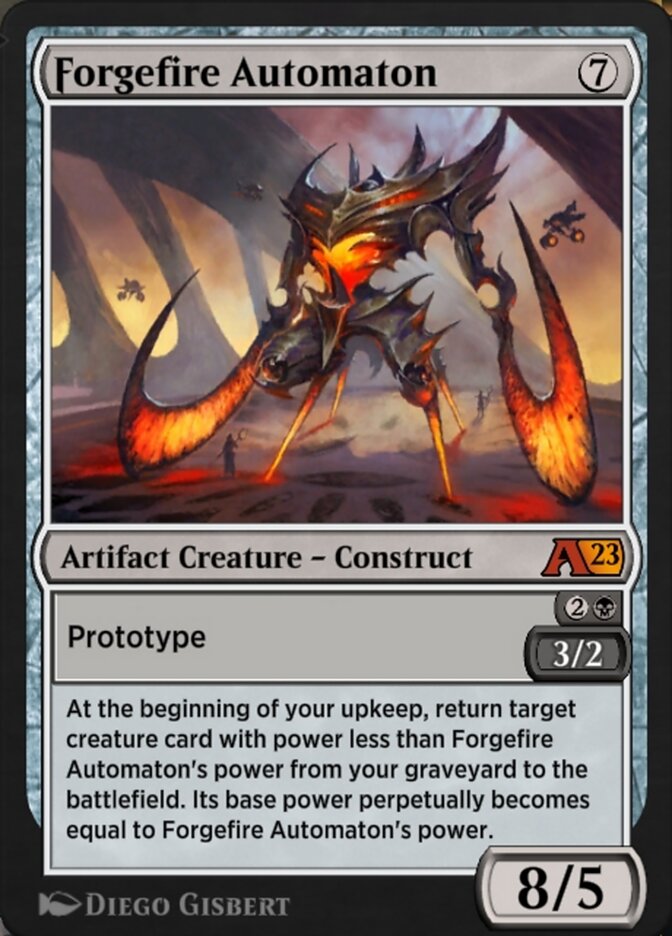 Forgefire Automaton 7
Artifact Creature – Construct A23
2
Prototype
3/2
At the beginning of your upkeep, return target
creature card with power less than Forgefire
Automaton's power from your graveyard to the
battlefield. Its base power perpetually becomes
equal to Forgefire Automaton's power.
8/5
DIEGO GISBERT